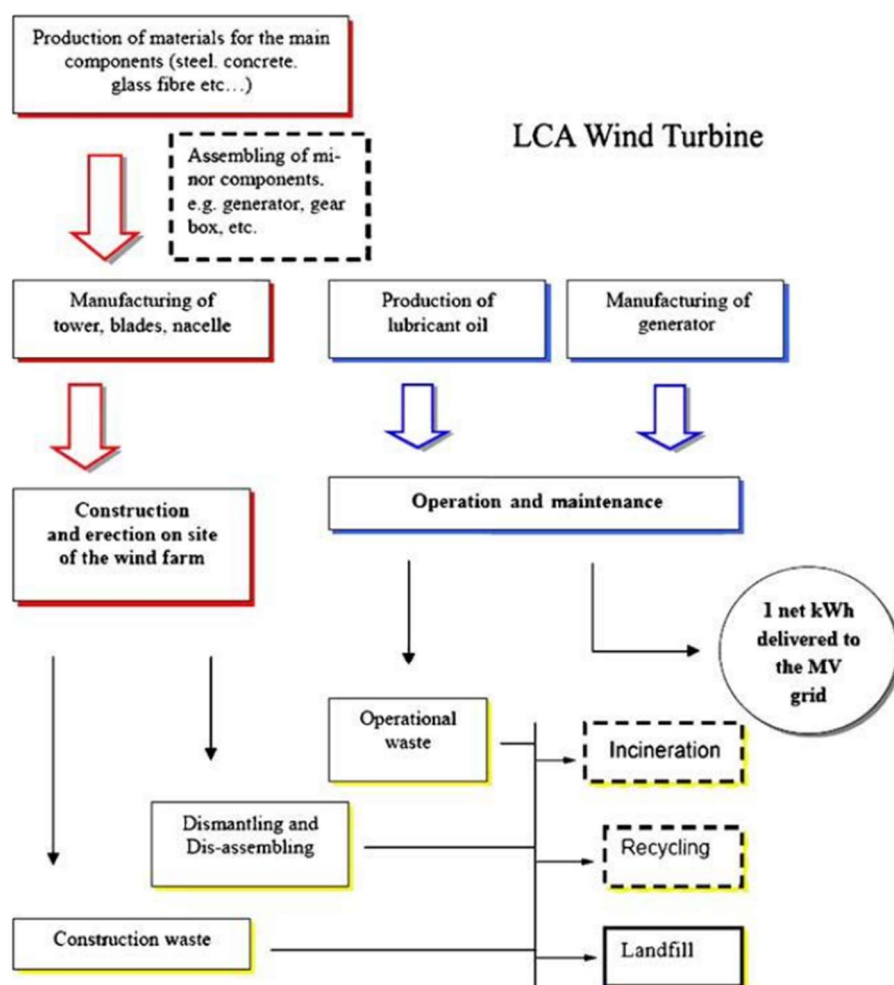 Production of materials for the main
components (steel. concrete.
glass fibre etc...)
LCA Wind Turbine
Assembling of mi-
nor components.
e.g. generator, gear
box, etc.
Manufacturing of
tower, blades, nacelle
Production of
lubricant oil
Manufacturing of
generator
Construction
and erection on site
of the wind farm
Operation and maintenance
1 net kWh
delivered to
the MV
grid
Operational
waste
Incineration
Dismantling and
Dis-assembling
Recycling
Construction waste
Landfill